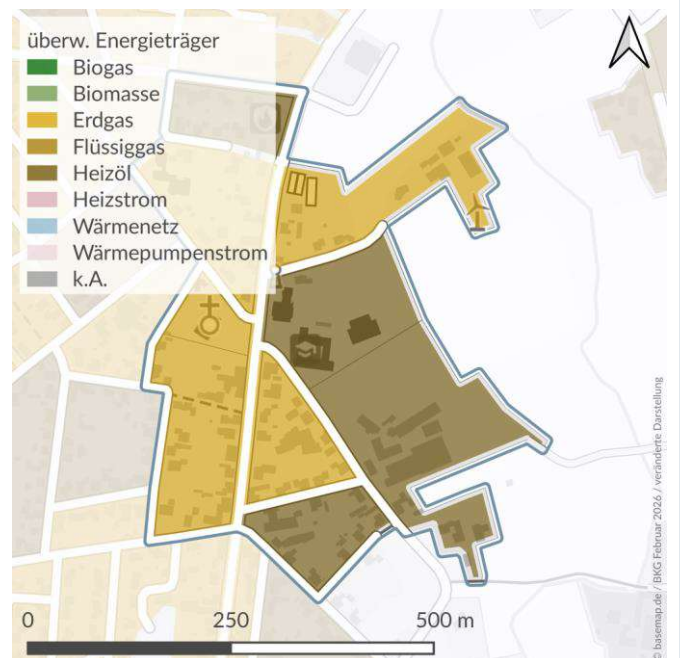 überw. Energieträger
Biogas
Biomasse
Erdgas
Flüssiggas
Heizöl
Heizstrom
Wärmenetz
Wärmepumpenstrom
k.A.
0 250 500 m
© basemap.de / BKG Februar 2026 / veränderte Darstellung